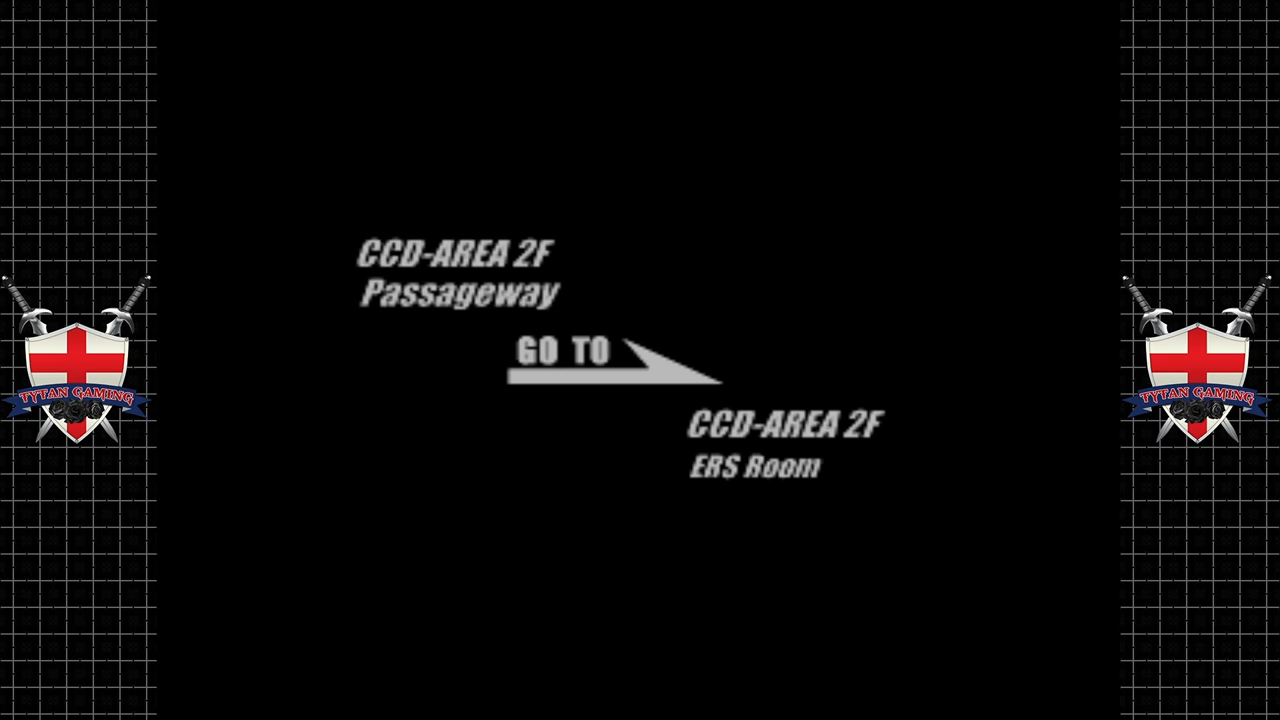 CCD-AREA 2F
Passageway
GO TO
CCD-AREA 2F
ERS Room
TYTAN GAMING
TYTAN GAMING